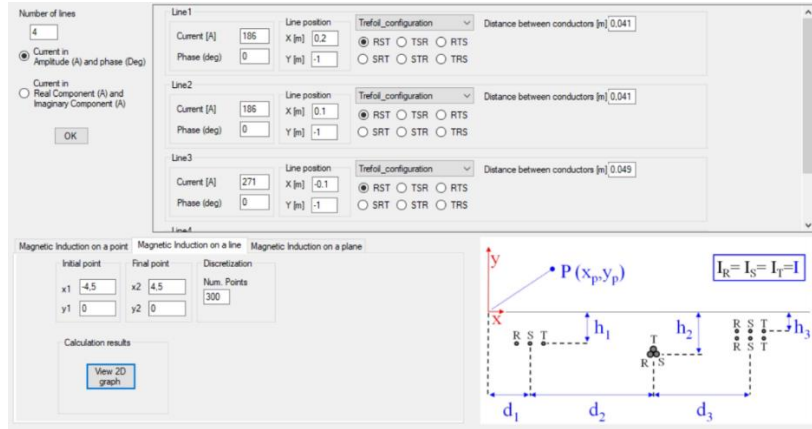 Number of lines
4
Current in
Amplitude (A) and phase (Deg)
Current in
Real Component (A) and
Imaginary Component (A)
OK
Line1
Current [A] 186
Phase (deg) 0
Line position
X [m] 0.2
Y [m] -1
Trefoil_configuration
RST TSR RTS
SRT STR TRS
Distance between conductors [m] 0.041
Line2
Current [A] 186
Phase (deg) 0
Line position
X [m] 0.1
Y [m] -1
Trefoil_configuration
RST TSR RTS
SRT STR TRS
Distance between conductors [m] 0.041
Line3
Current [A] 271
Phase (deg) 0
Line position
X [m] -0.1
Y [m] -1
Trefoil_configuration
RST TSR RTS
SRT STR TRS
Distance between conductors [m] 0.049
Line4
Magnetic Induction on a point Magnetic Induction on a line Magnetic Induction on a plane
Initial point
x1 -4,5
y1 0
Final point
x2 4,5
y2 0
Discretization
Num. Points
300
Calculation results
View 2D
graph
y
P (xp,yp)
IR= IS= IT=I
x
R S T
h1
T
R S
h2
R S T
R S T
h3
d1 d2 d3